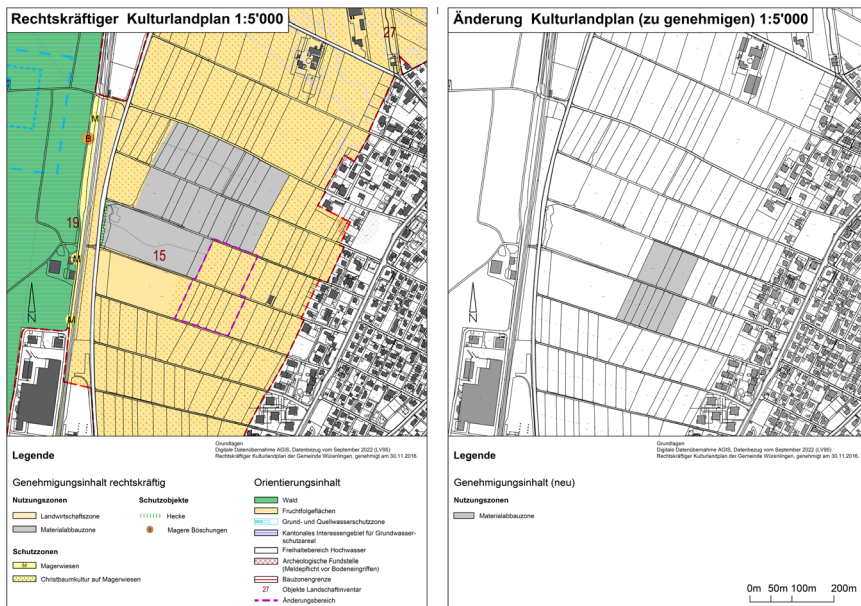 Rechtskräftiger Kulturlandplan 1:5'000
27
M
B
19
M
15
N
M
Legende
Grundlagen
Digitale Datenübernahme AGIS, Datenbezug vom September 2022 (LV95)
Rechtskräftiger Kulturlandplan der Gemeinde Würenlingen, genehmigt am 30.11.2016.
Genehmigungsinhalt rechtskräftig
Nutzungszonen
Landwirtschaftszone
Materialabbauzone
Schutzzonen
M Magerwiesen
Christbaumkultur auf Magerwiesen
Schutzobjekte
Hecke
B Magere Böschungen
Orientierungsinhalt
Wald
Fruchtfolgeflächen
Grund- und Quellwasserschutzzone
Kantonales Interessengebiet für Grundwasser-
schutzareal
Freihaltebereich Hochwasser
Archeologische Fundstelle
(Meldepflicht vor Bodeneingriffen)
Bauzonengrenze
27 Objekte Landschaftinventar
Änderungsbereich
Änderung Kulturlandplan (zu genehmigen) 1:5'000
N
Legende
Grundlagen
Digitale Datenübernahme AGIS, Datenbezug vom September 2022 (LV95)
Rechtskräftiger Kulturlandplan der Gemeinde Würenlingen, genehmigt am 30.11.2016.
Genehmigungsinhalt (neu)
Nutzungszonen
Materialabbauzone
0m 50m 100m 200m